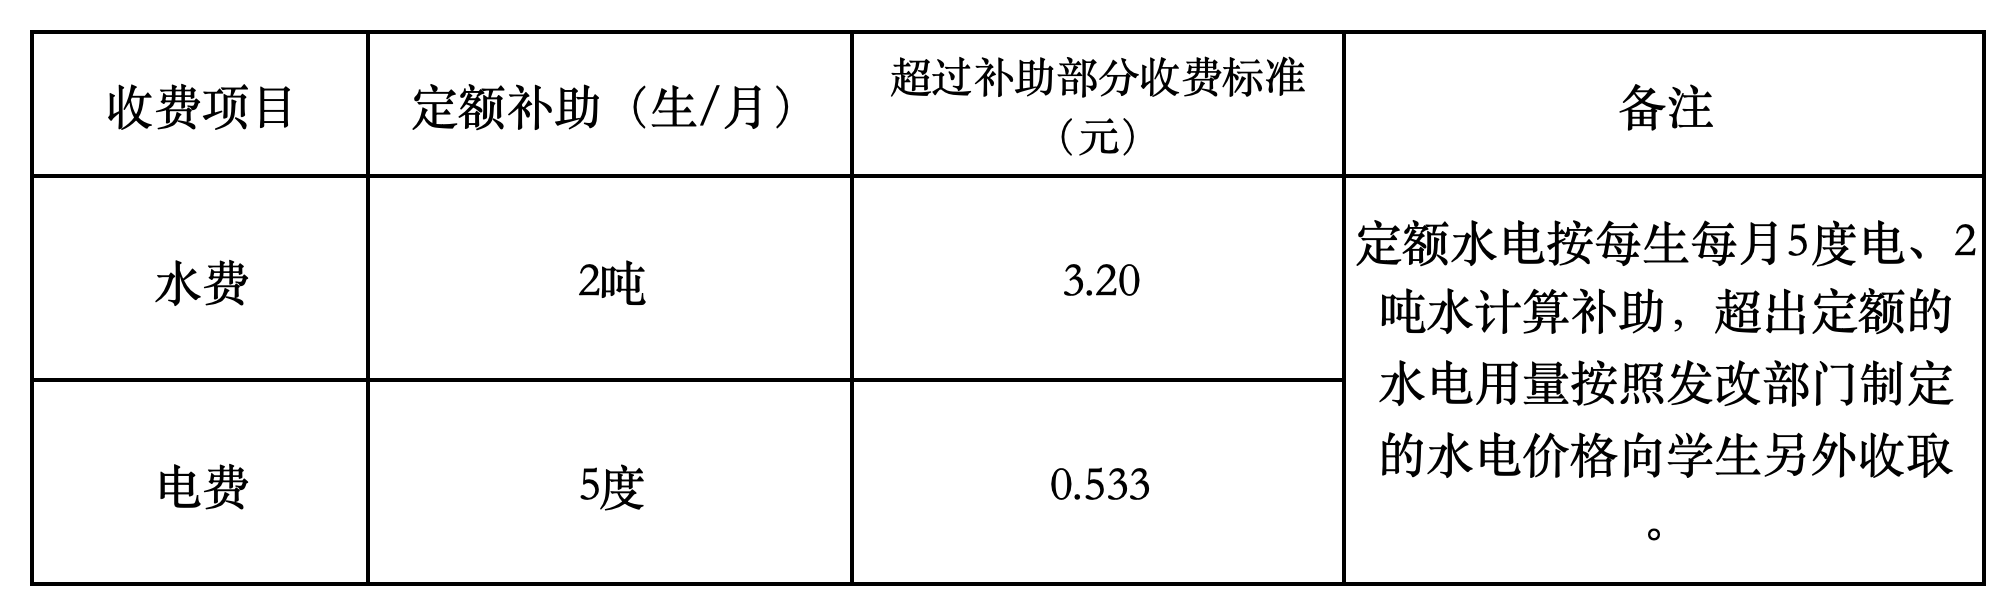 收费项目
定额补助（生/月）
超过补助部分收费标准
（元）
备注
水费
2吨
3.20
定额水电按每生每月5度电、2
吨水计算补助，超出定额的
水电用量按照发改部门制定
的水电价格向学生另外收取
。
电费
5度
0.533